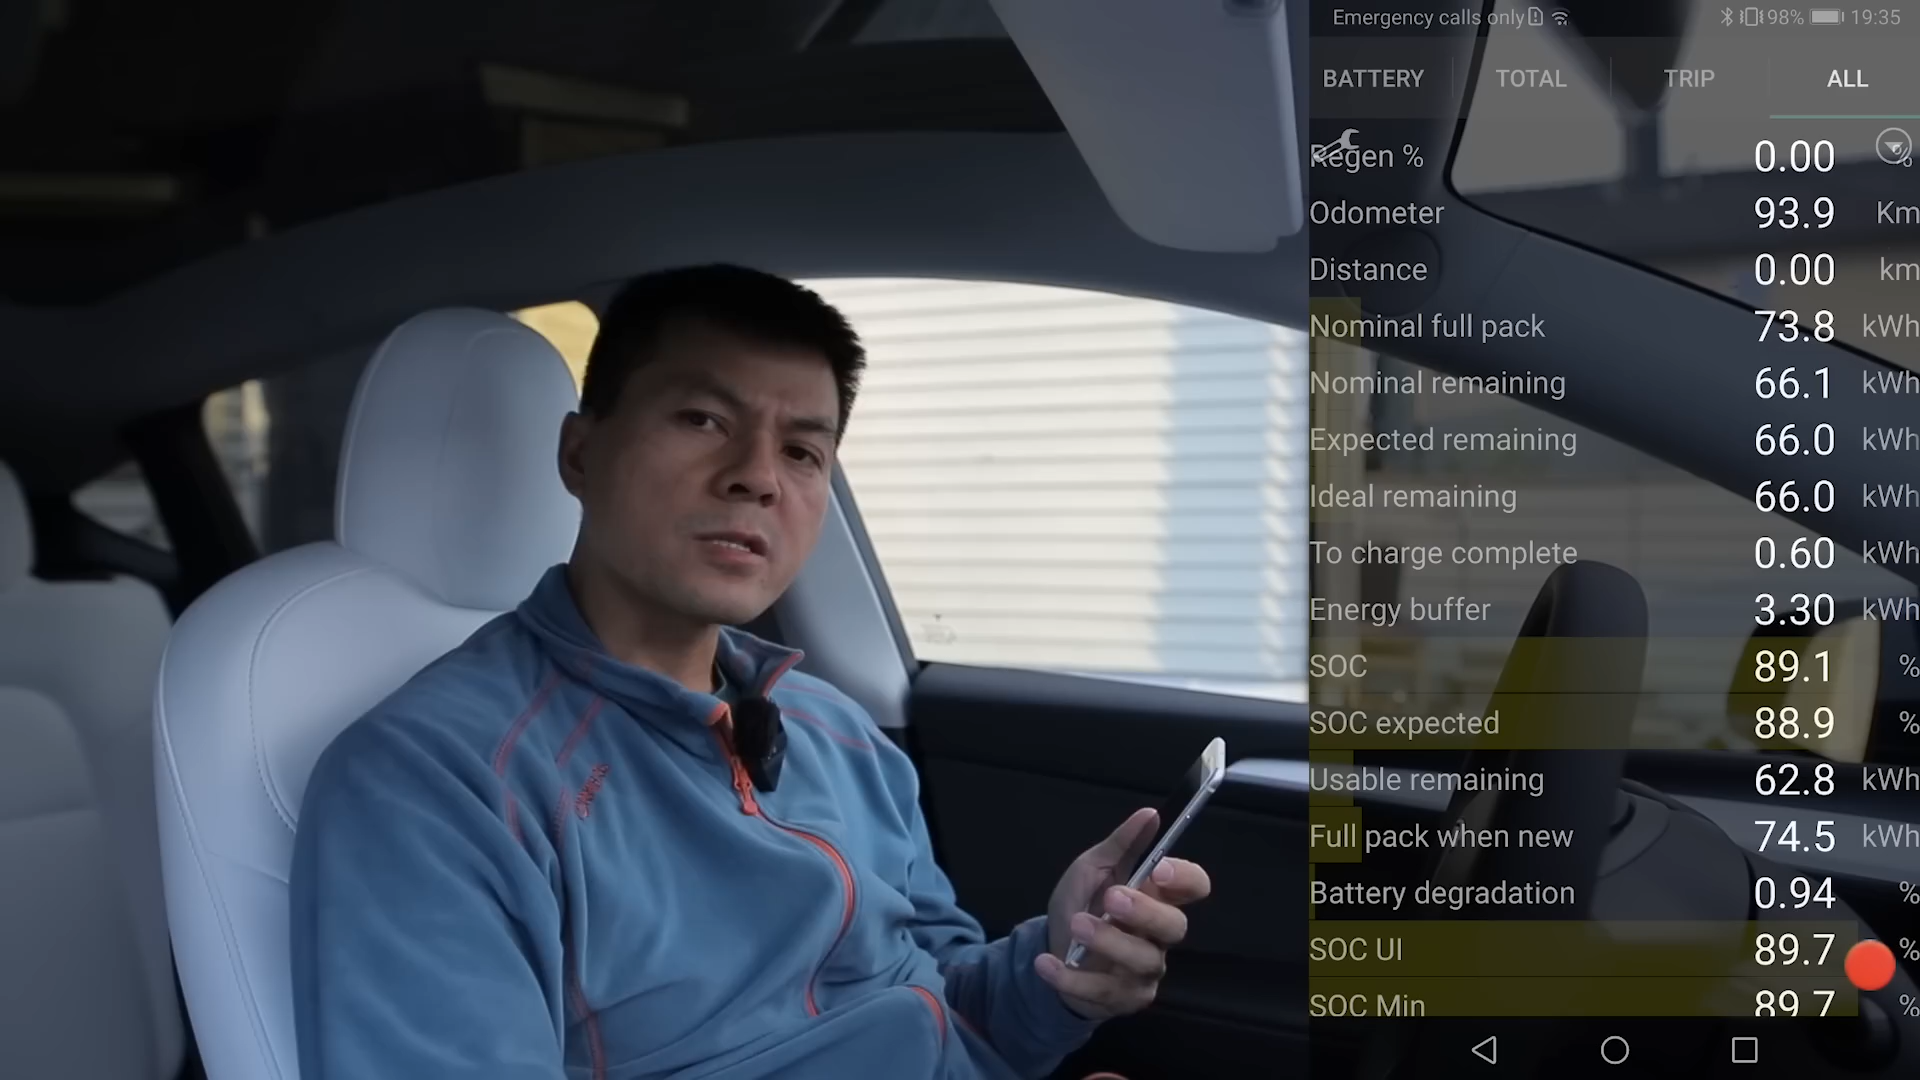 Emergency calls only 98% 19:35
BATTERY TOTAL TRIP ALL
Regen % 0.00 %
Odometer 93.9 Km
Distance 0.00 km
Nominal full pack 73.8 kWh
Nominal remaining 66.1 kWh
Expected remaining 66.0 kWh
Ideal remaining 66.0 kWh
To charge complete 0.60 kWh
Energy buffer 3.30 kWh
SOC 89.1 %
SOC expected 88.9 %
Usable remaining 62.8 kWh
Full pack when new 74.5 kWh
Battery degradation 0.94 %
SOC UI 89.7 %
SOC Min 89.7 %